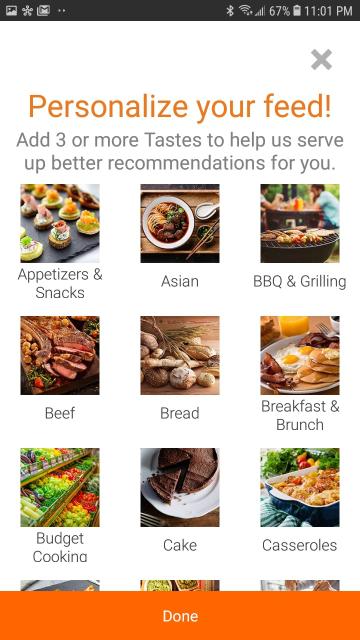 67% 11:01 PM
Personalize your feed!
Add 3 or more Tastes to help us serve
up better recommendations for you.
Appetizers &
Snacks
Asian
BBQ & Grilling
Beef
Bread
Breakfast &
Brunch
Budget
Cooking
Cake
Casseroles
Done